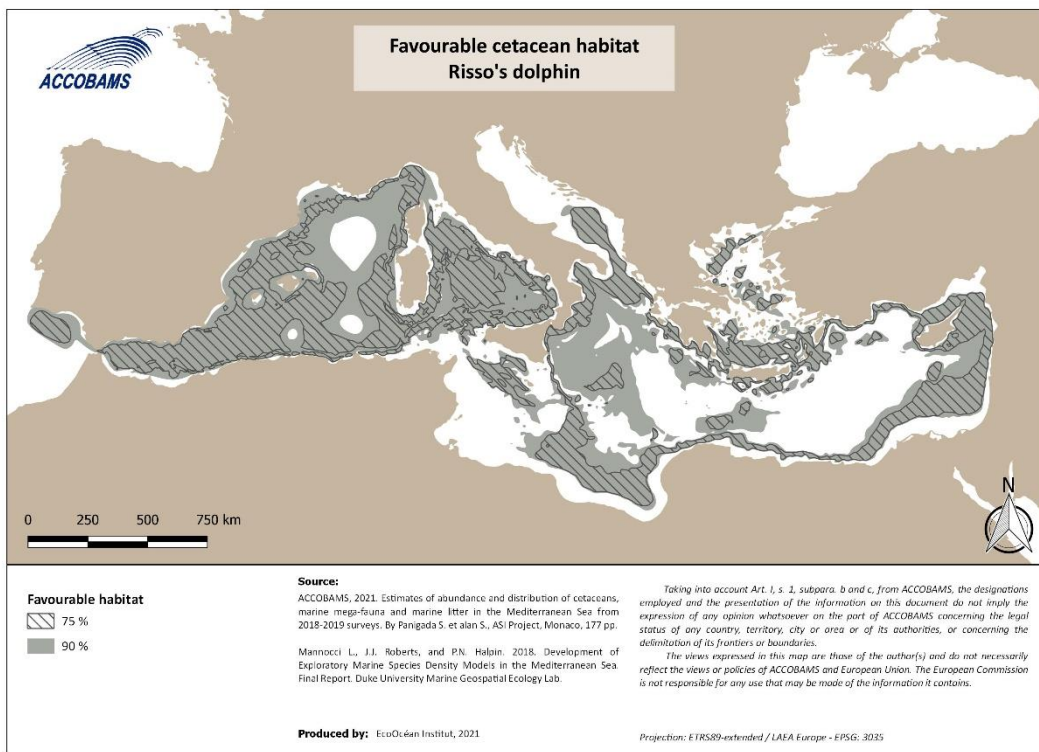 ACCOBAMS
Favourable cetacean habitat
Risso's dolphin
N
0 250 500 750 km
Favourable habitat
75 %
90 %
Source:
ACCOBAMS, 2021. Estimates of abundance and distribution of cetaceans,
marine mega-fauna and marine litter in the Mediterranean Sea from
2018-2019 surveys. By Panigada S. et alan S., ASI Project, Monaco, 177 pp.
Mannocci L., J.J. Roberts, and P.N. Halpin. 2018. Development of
Exploratory Marine Species Density Models in the Mediterranean Sea.
Final Report. Duke University Marine Geospatial Ecology Lab.
Produced by: EcoOcéan Institut, 2021
Taking into account Art. I, s. 1, subpara. b and c, from ACCOBAMS, the designations
employed and the presentation of the information on this document do not imply the
expression of any opinion whatsoever on the part of ACCOBAMS concerning the legal
status of any country, territory, city or area or of its authorities, or concerning the
delimitation of its frontiers or boundaries.
The views expressed in this map are those of the author(s) and do not necessarily
reflect the views or policies of ACCOBAMS and European Union. The European Commission
is not responsible for any use that may be made of the information it contains.
Projection: ETRS89-extended / LAEA Europe - EPSG: 3035